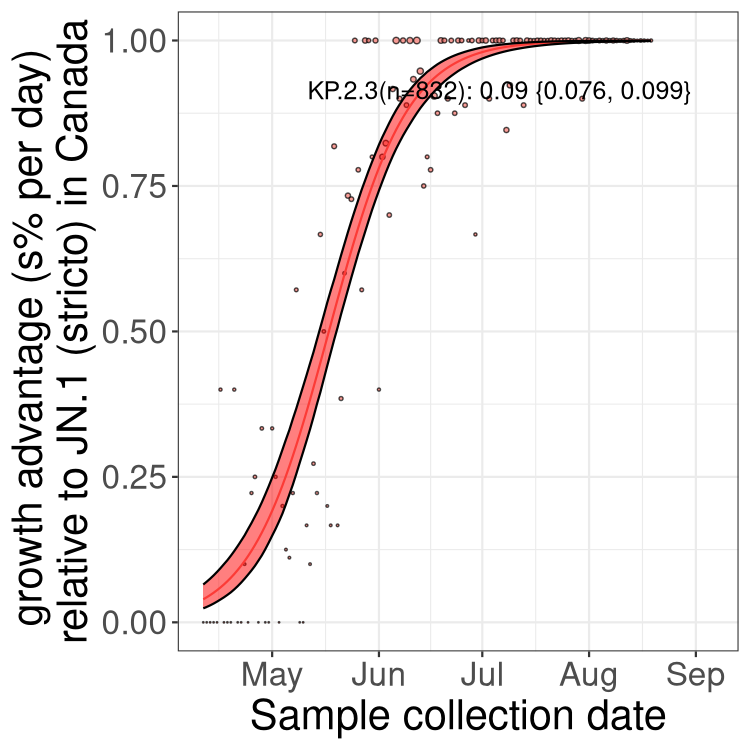 growth advantage (s% per day)
relative to JN.1 (stricto) in Canada
1.00
0.75
0.50
0.25
0.00
KP.2.3(n=832): 0.09 {0.076, 0.099}
May Jun Jul Aug Sep
Sample collection date